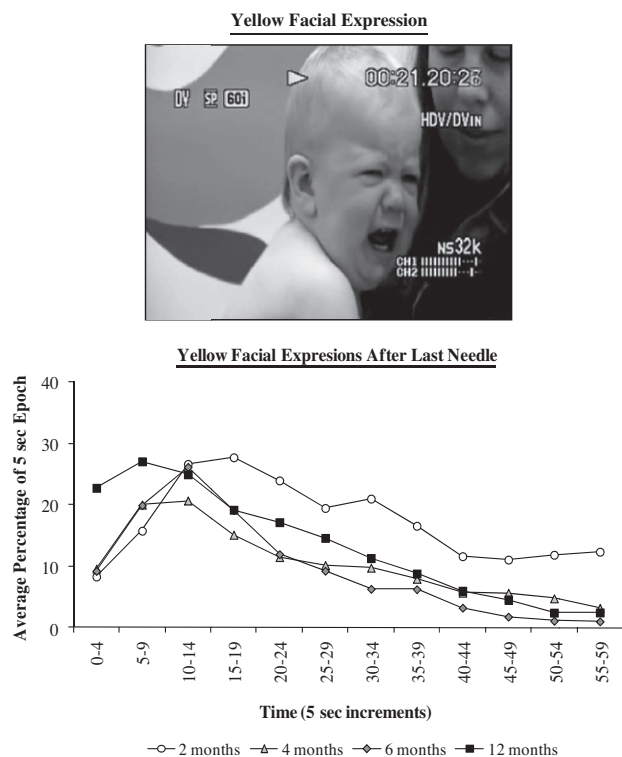 Yellow Facial Expression
00:21.20:26
DV SP 60i
HDV/DVIN
NS32k
CH1
CH2
Yellow Facial Expresions After Last Needle
Average Percentage of 5 sec Epoch
40
30
20
10
0
0-4 5-9 10-14 15-19 20-24 25-29 30-34 35-39 40-44 45-49 50-54 55-59
Time (5 sec increments)
2 months 4 months 6 months 12 months